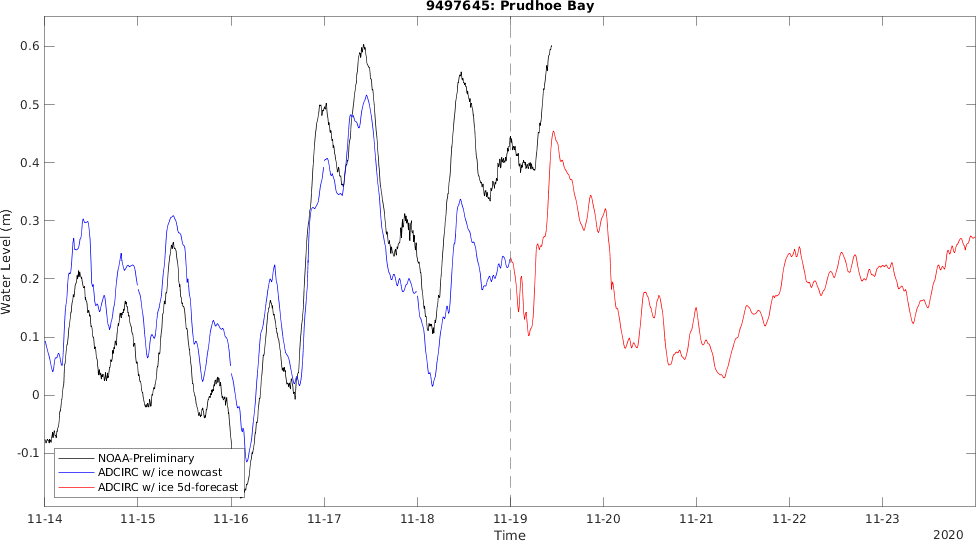 9497645: Prudhoe Bay
Water Level (m)
0.6
0.5
0.4
0.3
0.2
0.1
0
-0.1
NOAA-Preliminary
ADCIRC w/ ice nowcast
ADCIRC w/ ice 5d-forecast
11-14 11-15 11-16 11-17 11-18 11-19 11-20 11-21 11-22 11-23
Time
2020